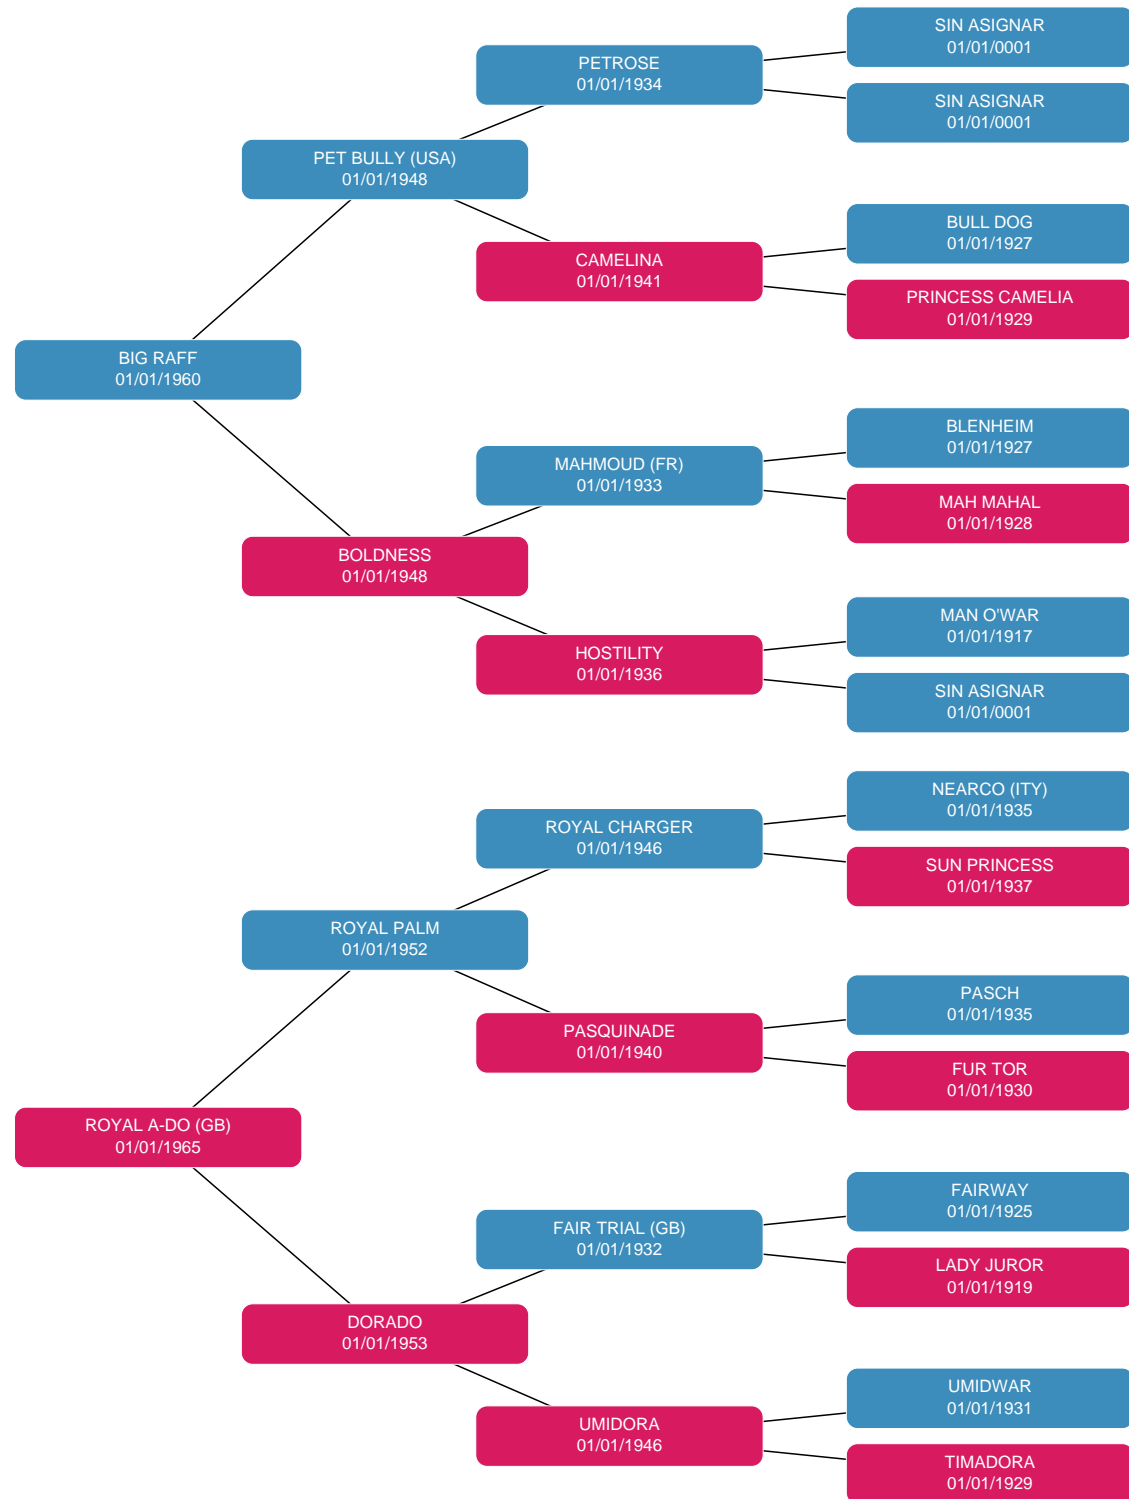 SIN ASIGNAR
01/01/0001
PETROSE
01/01/1934
SIN ASIGNAR
01/01/0001
PET BULLY (USA)
01/01/1948
BULL DOG
01/01/1927
CAMELINA
01/01/1941
PRINCESS CAMELIA
01/01/1929
BIG RAFF
01/01/1960
BLENHEIM
01/01/1927
MAHMOUD (FR)
01/01/1933
MAH MAHAL
01/01/1928
BOLDNESS
01/01/1948
MAN O'WAR
01/01/1917
HOSTILITY
01/01/1936
SIN ASIGNAR
01/01/0001
NEARCO (ITY)
01/01/1935
ROYAL CHARGER
01/01/1946
SUN PRINCESS
01/01/1937
ROYAL PALM
01/01/1952
PASCH
01/01/1935
PASQUINADE
01/01/1940
FUR TOR
01/01/1930
ROYAL A-DO (GB)
01/01/1965
FAIRWAY
01/01/1925
FAIR TRIAL (GB)
01/01/1932
LADY JUROR
01/01/1919
DORADO
01/01/1953
UMIDWAR
01/01/1931
UMIDORA
01/01/1946
TIMADORA
01/01/1929